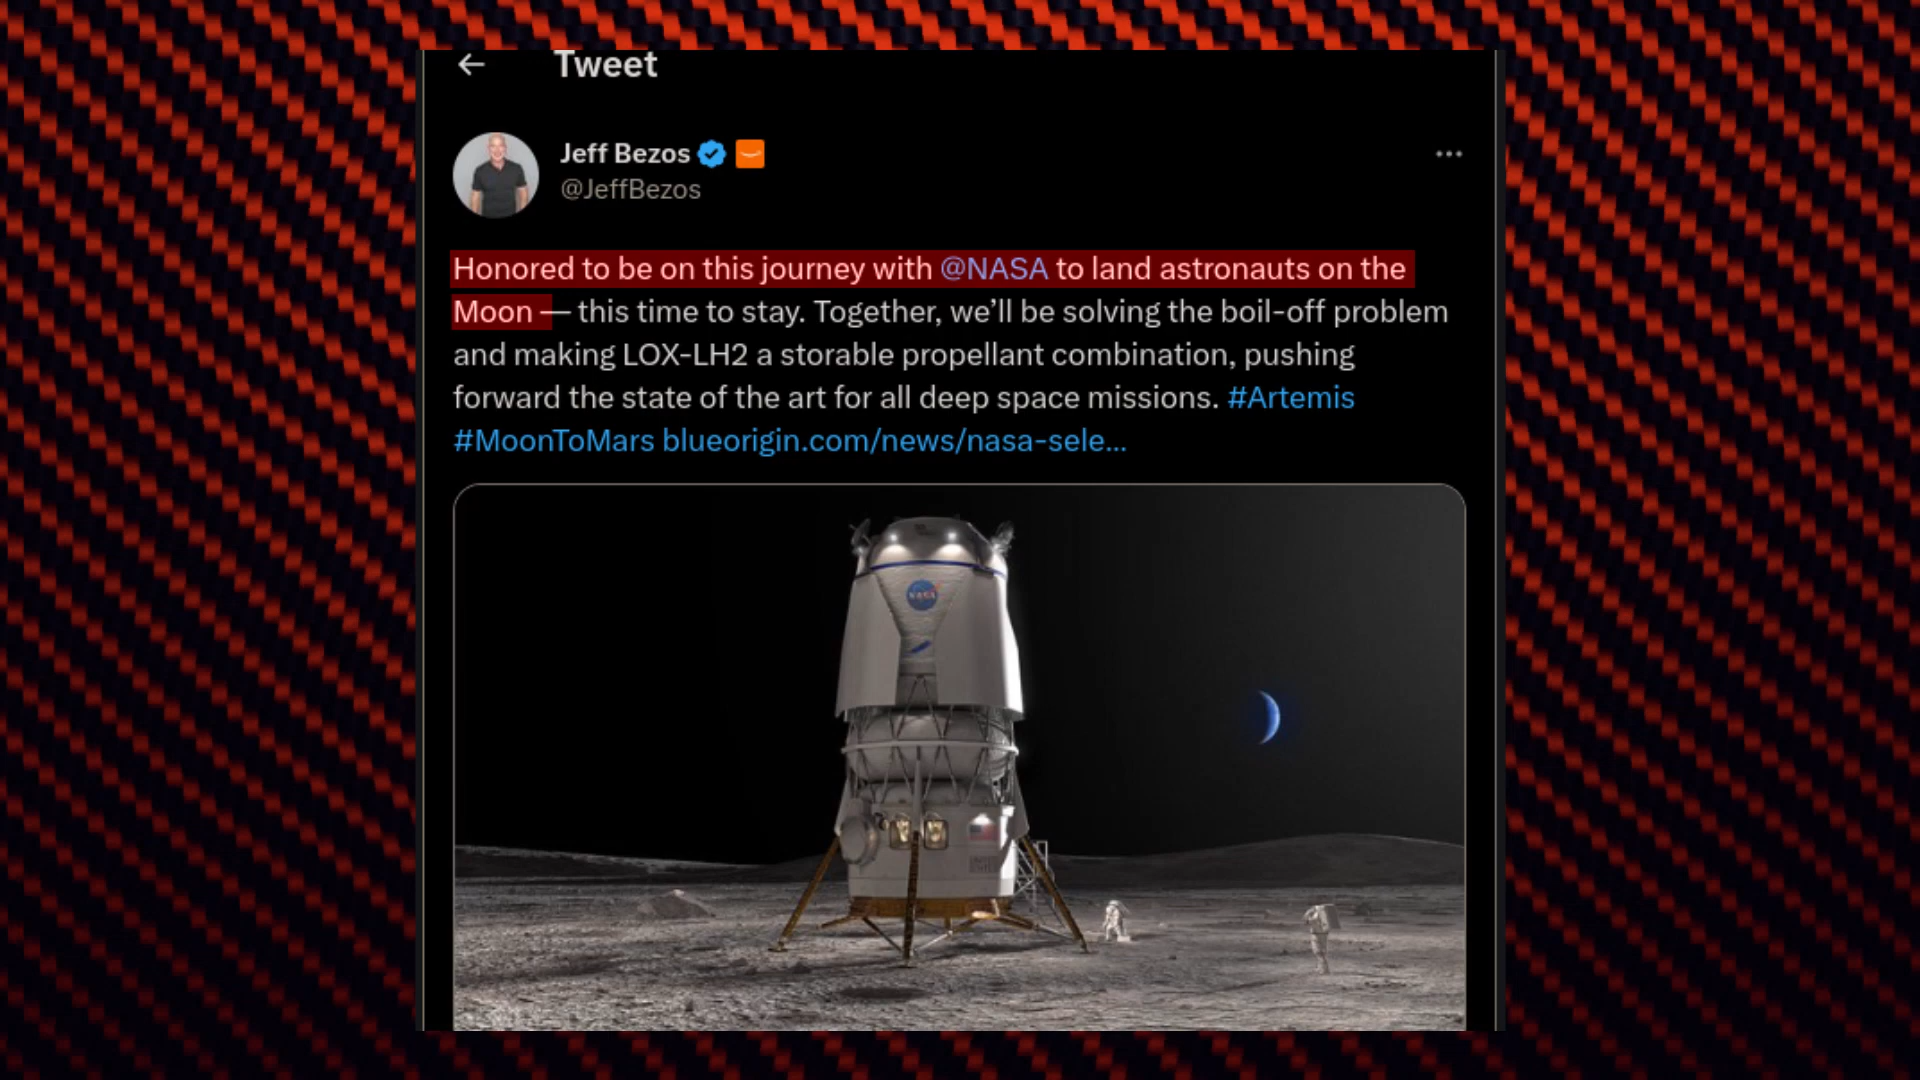 Tweet
Jeff Bezos
@JeffBezos
Honored to be on this journey with @NASA to land astronauts on the
Moon — this time to stay. Together, we’ll be solving the boil-off problem
and making LOX-LH2 a storable propellant combination, pushing
forward the state of the art for all deep space missions. #Artemis
#MoonToMars blueorigin.com/news/nasa-sele...
NASA